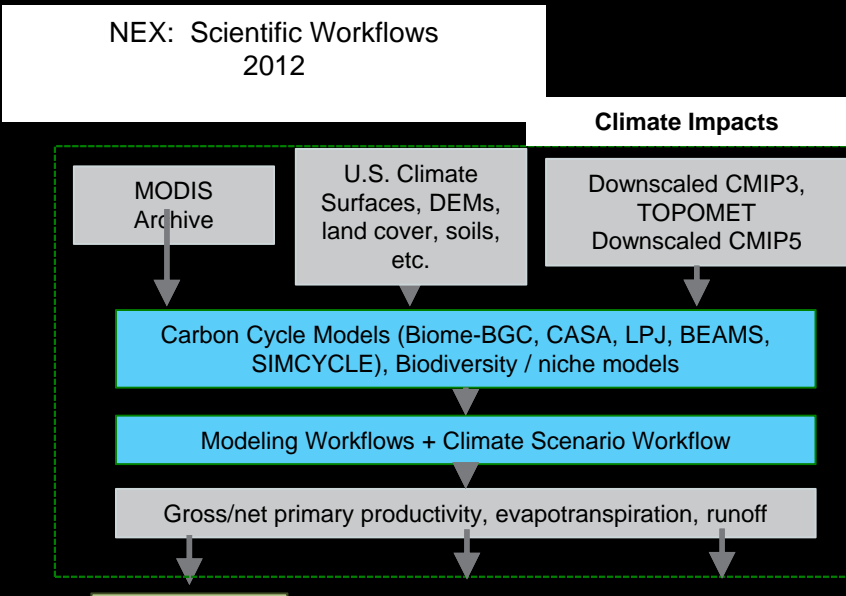 NEX:  Scientific Workflows
2012
Climate Impacts
MODIS
Archive
U.S. Climate
Surfaces, DEMs,
land cover, soils,
etc.
Downscaled CMIP3,
TOPOMET
Downscaled CMIP5
Carbon Cycle Models (Biome-BGC, CASA, LPJ, BEAMS,
SIMCYCLE), Biodiversity / niche models
Modeling Workflows + Climate Scenario Workflow
Gross/net primary productivity, evapotranspiration, runoff